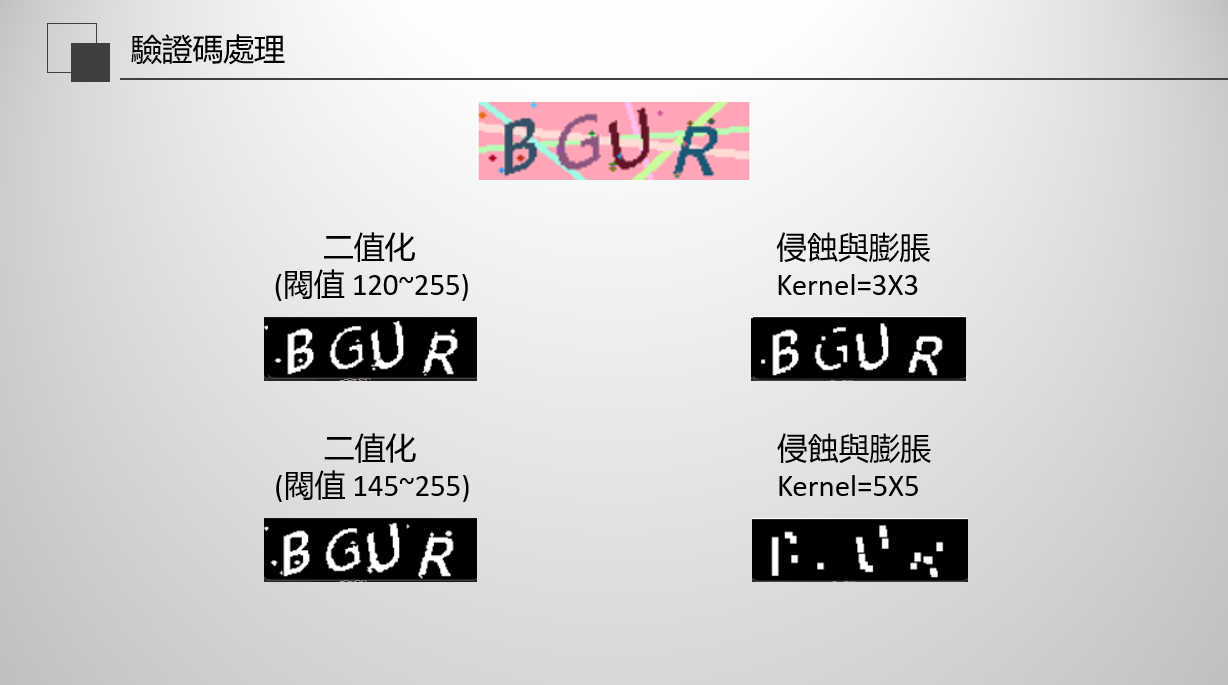 驗證碼處理
BGUR
二值化
(閥值 120~255)
BGUR
侵蝕與膨脹
Kernel=3X3
BGUR
二值化
(閥值 145~255)
BGUR
侵蝕與膨脹
Kernel=5X5